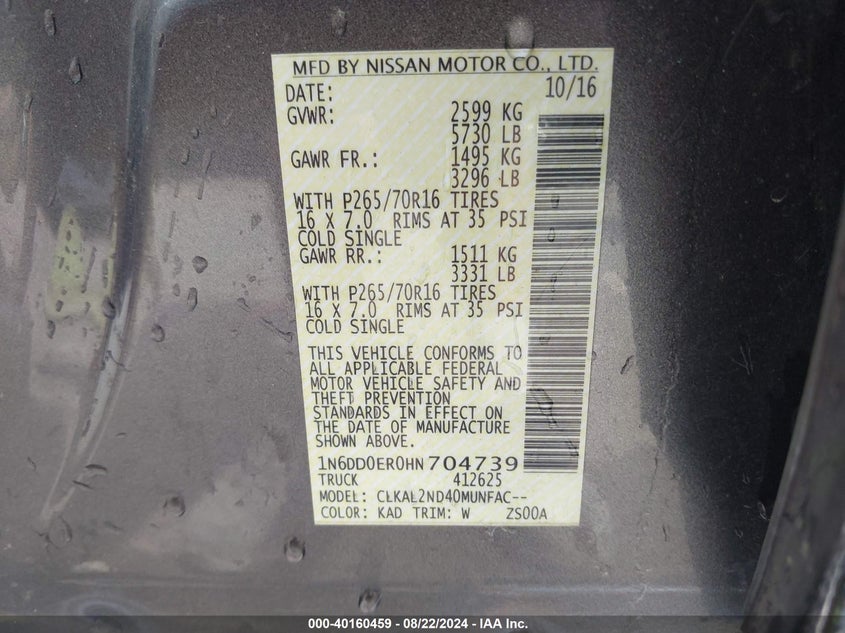 MFD BY NISSAN MOTOR CO., LTD.
DATE: 10/16
GVWR: 2599 KG
5730 LB
GAWR FR.: 1495 KG
3296 LB
WITH P265/70R16 TIRES
16 X 7.0 RIMS AT 35 PSI
COLD SINGLE
GAWR RR.: 1511 KG
3331 LB
WITH P265/70R16 TIRES
16 X 7.0 RIMS AT 35 PSI
COLD SINGLE
THIS VEHICLE CONFORMS TO
ALL APPLICABLE FEDERAL
MOTOR VEHICLE SAFETY AND
THEFT PREVENTION
STANDARDS IN EFFECT ON
THE DATE OF MANUFACTURE
SHOWN ABOVE.
1N6DD0ER0HN704739
TRUCK 412625
MODEL: CLKAL2ND40MUNFAC--
COLOR: KAD TRIM: W ZS00A
000-40160459 - 08/22/2024 - IAA Inc.